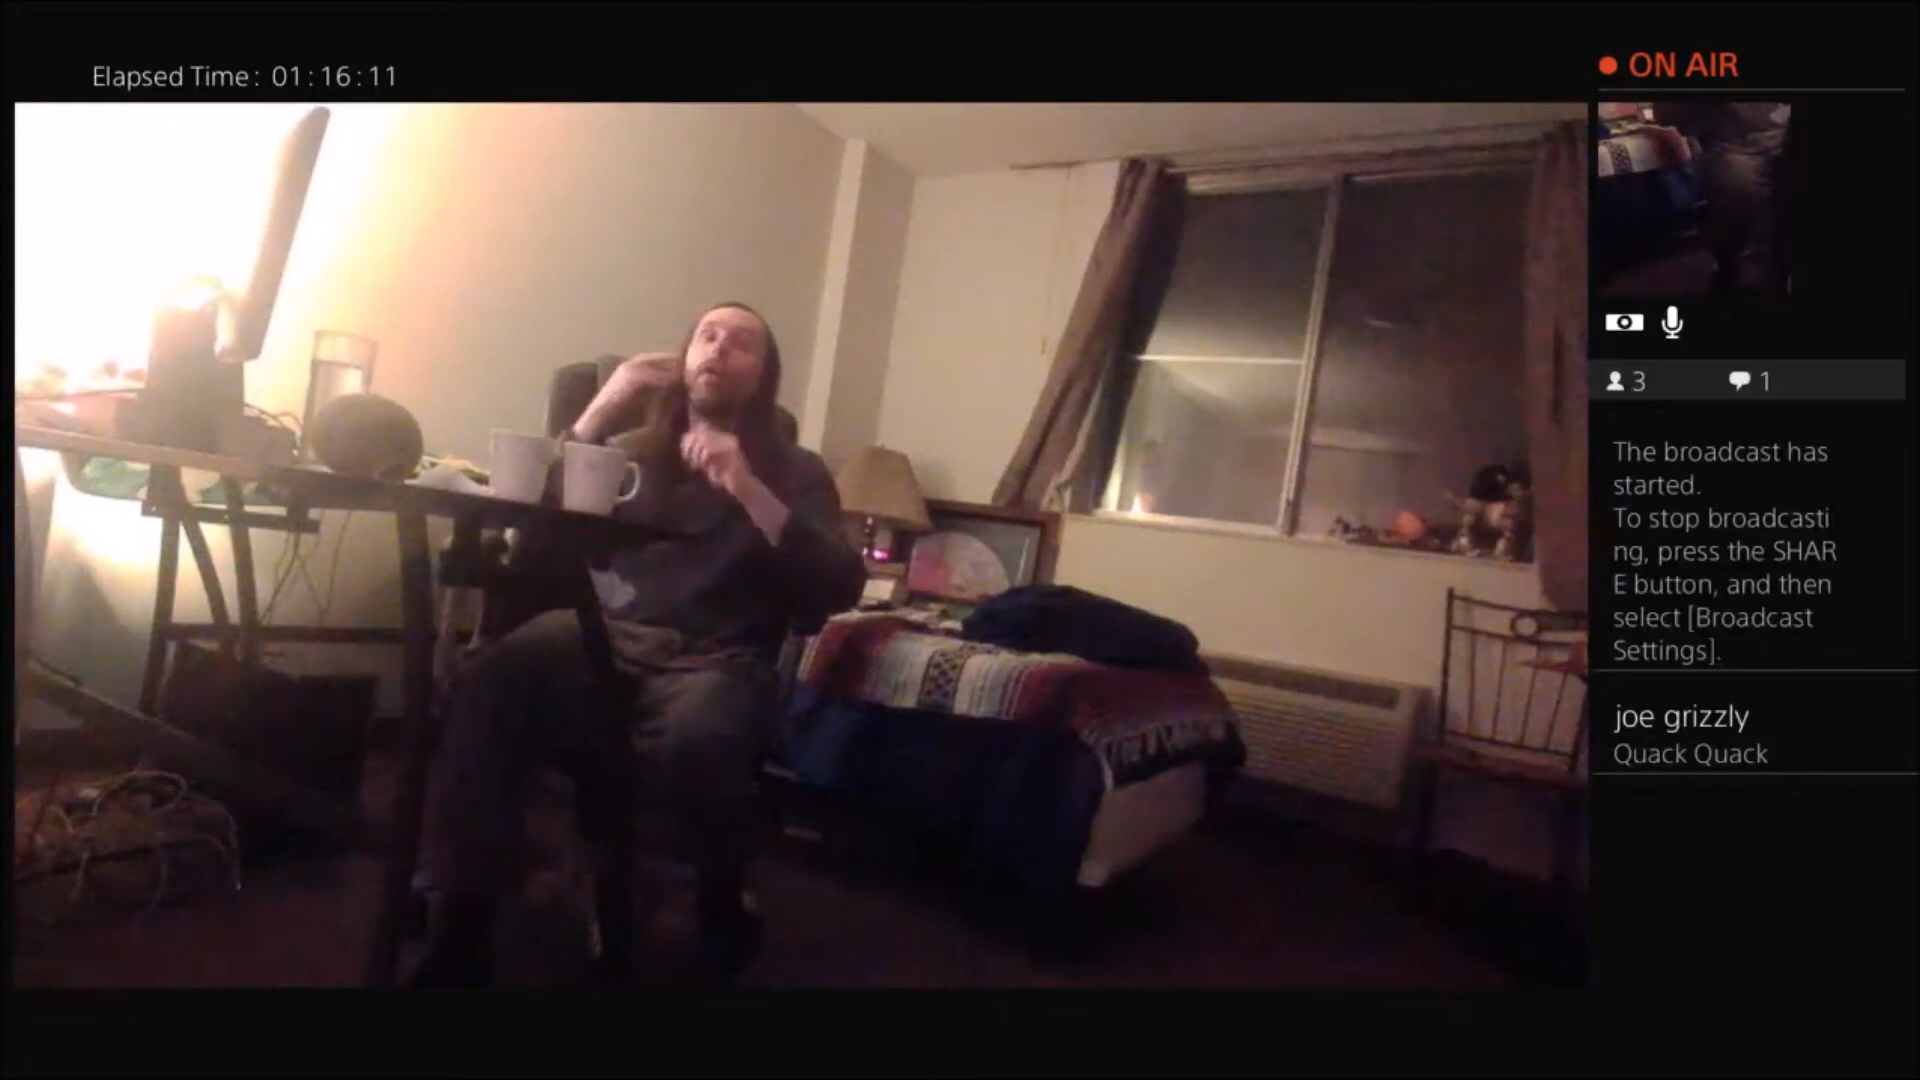 Elapsed Time: 01:16:11
ON AIR
3
1
The broadcast has
started.
To stop broadcasti
ng, press the SHAR
E button, and then
select [Broadcast
Settings].
joe grizzly
Quack Quack